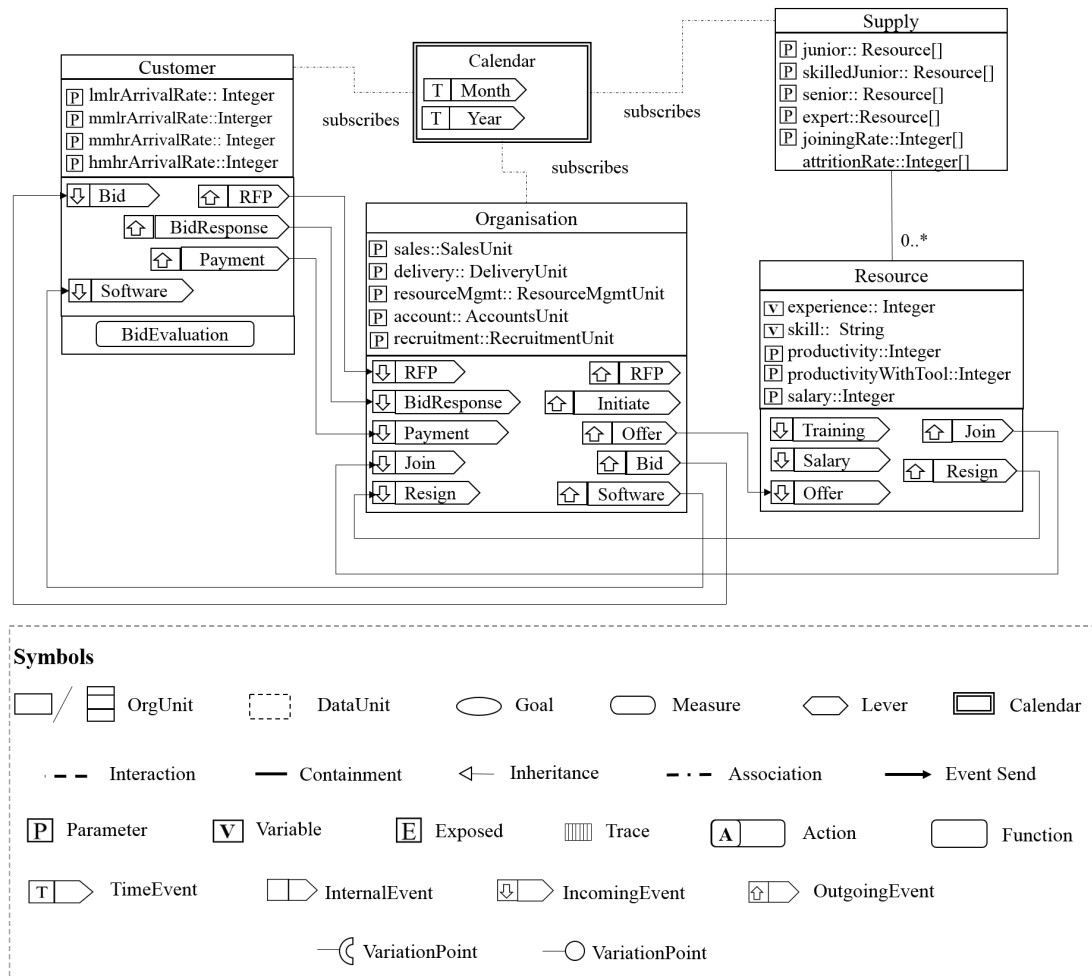 Supply
P junior:: Resource[]
P skilledJunior:: Resource[]
P senior:: Resource[]
P expert::Resource[]
P joiningRate::Integer[]
attritionRate::Integer[]
Calendar
T Month
T Year
subscribes
subscribes
subscribes
Customer
P lmlrArrivalRate:: Integer
P mmlrArrivalRate:: Interger
P mmhrArrivalRate:: Integer
P hmhrArrivalRate::Integer
Bid
RFP
BidResponse
Payment
Software
BidEvaluation
Organisation
P sales::SalesUnit
P delivery:: DeliveryUnit
P resourceMgmt:: ResourceMgmtUnit
P account:: AccountsUnit
P recruitment::RecruitmentUnit
RFP
RFP
BidResponse
Initiate
Payment
Offer
Join
Bid
Resign
Software
0..*
Resource
V experience:: Integer
V skill:: String
P productivity::Integer
P productivityWithTool::Integer
P salary::Integer
Training
Join
Salary
Resign
Offer
Symbols
OrgUnit
DataUnit
Goal
Measure
Lever
Calendar
Interaction
Containment
Inheritance
Association
Event Send
P Parameter
V Variable
E Exposed
Trace
A Action
Function
T TimeEvent
InternalEvent
IncomingEvent
OutgoingEvent
VariationPoint
VariationPoint